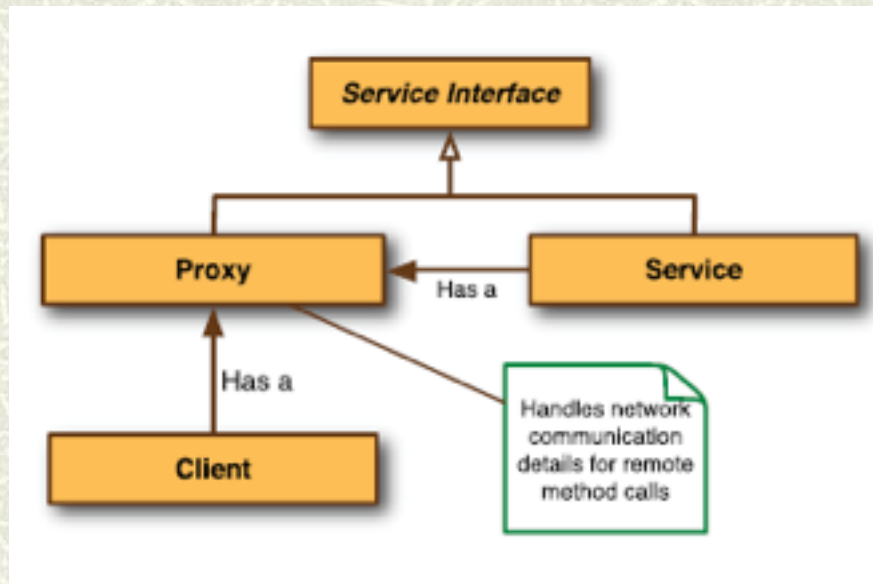 Service Interface
Proxy
Has a
Service
Has a
Client
Handles network
communication
details for remote
method calls